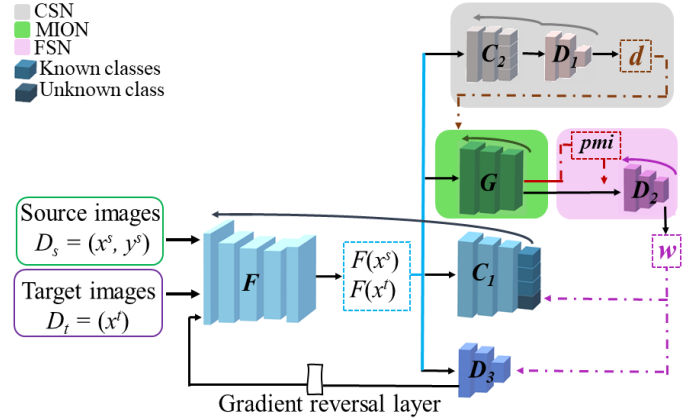 CSN
MION
FSN
Known classes
Unknown class
C₂
D₁
d
G
pmi
D₂
w
Source images
Dₛ = (xˢ, yˢ)
Target images
Dₜ = (xᵗ)
F
F(xˢ)
F(xᵗ)
C₁
D₃
Gradient reversal layer